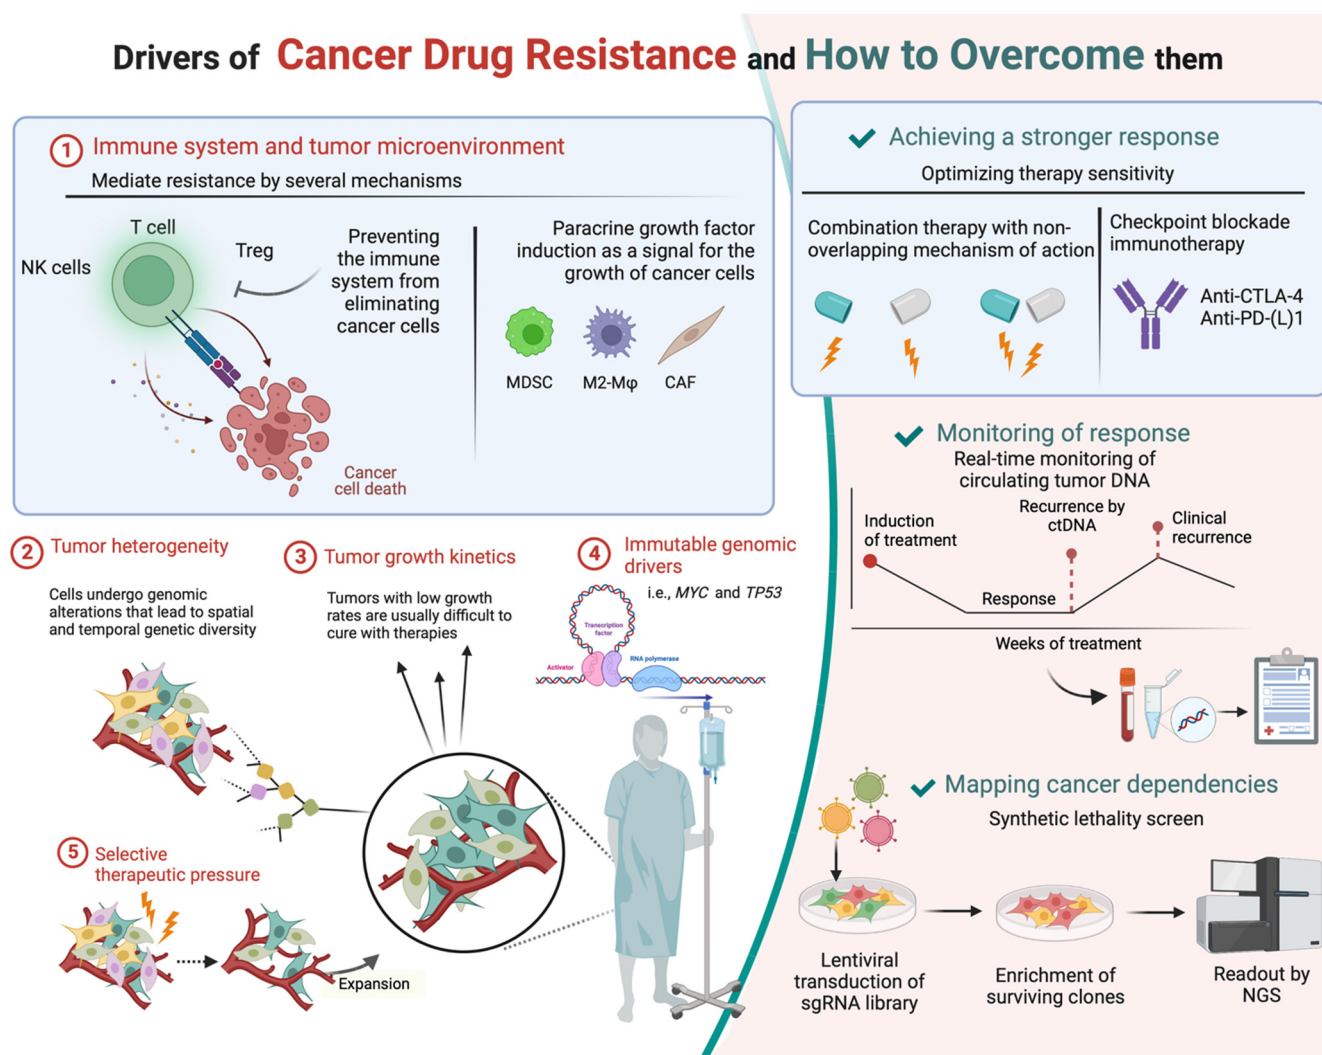 Drivers of Cancer Drug Resistance and How to Overcome them
1 Immune system and tumor microenvironment
Mediate resistance by several mechanisms
T cell
NK cells
Treg
Preventing
the immune
system from
eliminating
cancer cells
Cancer
cell death
Paracrine growth factor
induction as a signal for the
growth of cancer cells
MDSC
M2-Mφ
CAF
2 Tumor heterogeneity
Cells undergo genomic
alterations that lead to spatial
and temporal genetic diversity
3 Tumor growth kinetics
Tumors with low growth
rates are usually difficult to
cure with therapies
4 Immutable genomic
drivers
i.e., MYC and TP53
Transcription
factor
Activator
RNA polymerase
5 Selective
therapeutic pressure
Expansion
Achieving a stronger response
Optimizing therapy sensitivity
Combination therapy with non-
overlapping mechanism of action
Checkpoint blockade
immunotherapy
Anti-CTLA-4
Anti-PD-(L)1
Monitoring of response
Real-time monitoring of
circulating tumor DNA
Induction
of treatment
Recurrence by
ctDNA
Clinical
recurrence
Response
Weeks of treatment
Mapping cancer dependencies
Synthetic lethality screen
Lentiviral
transduction of
sgRNA library
Enrichment of
surviving clones
Readout by
NGS